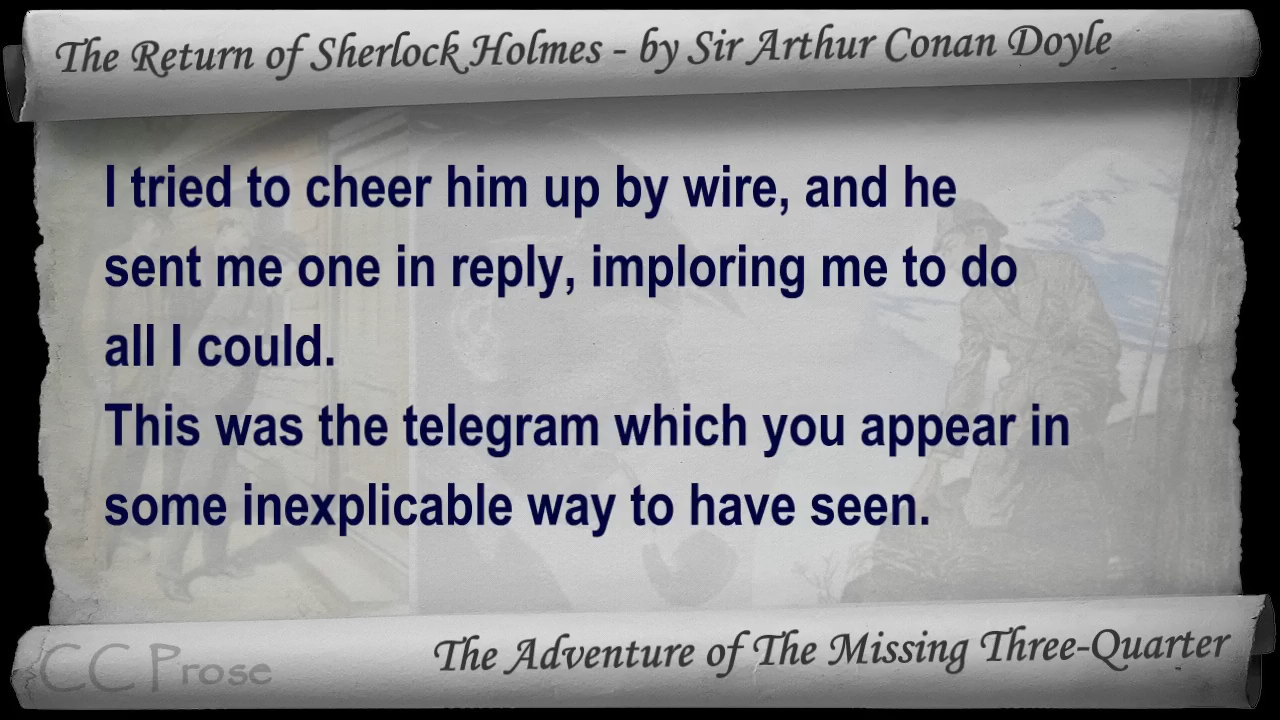 The Return of Sherlock Holmes - by Sir Arthur Conan Doyle
I tried to cheer him up by wire, and he
sent me one in reply, imploring me to do
all I could.
This was the telegram which you appear in
some inexplicable way to have seen.
The Adventure of The Missing Three-Quarter
CC Prose